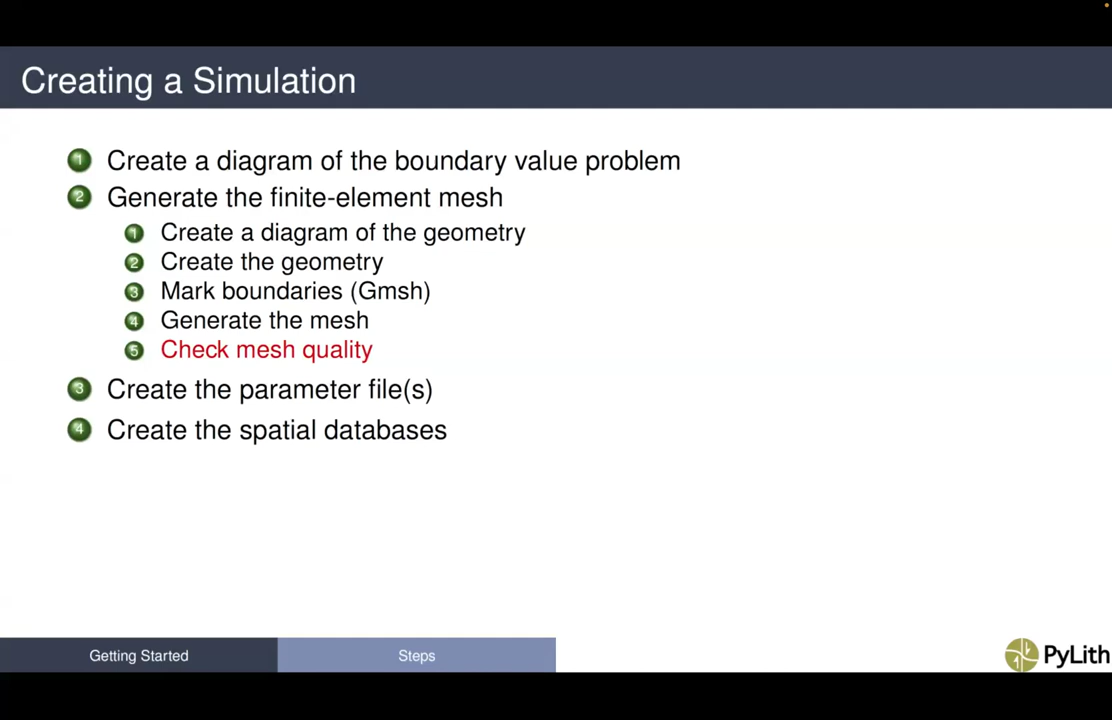 Creating a Simulation
1 Create a diagram of the boundary value problem
2 Generate the finite-element mesh
1 Create a diagram of the geometry
2 Create the geometry
3 Mark boundaries (Gmsh)
4 Generate the mesh
5 Check mesh quality
3 Create the parameter file(s)
4 Create the spatial databases
Getting Started
Steps
PyLith